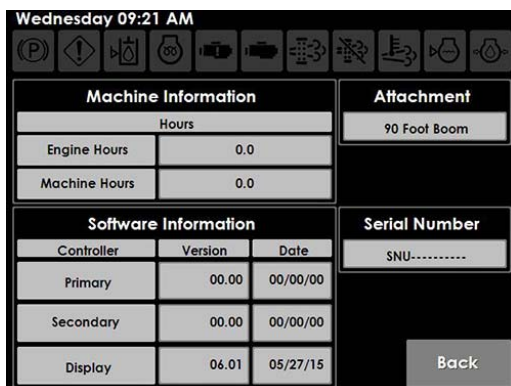 Wednesday 09:21 AM
Machine Information
Hours
Engine Hours 0.0
Machine Hours 0.0
Attachment
90 Foot Boom
Software Information
Controller Version Date
Primary 00.00 00/00/00
Secondary 00.00 00/00/00
Display 06.01 05/27/15
Serial Number
SNU----------
Back